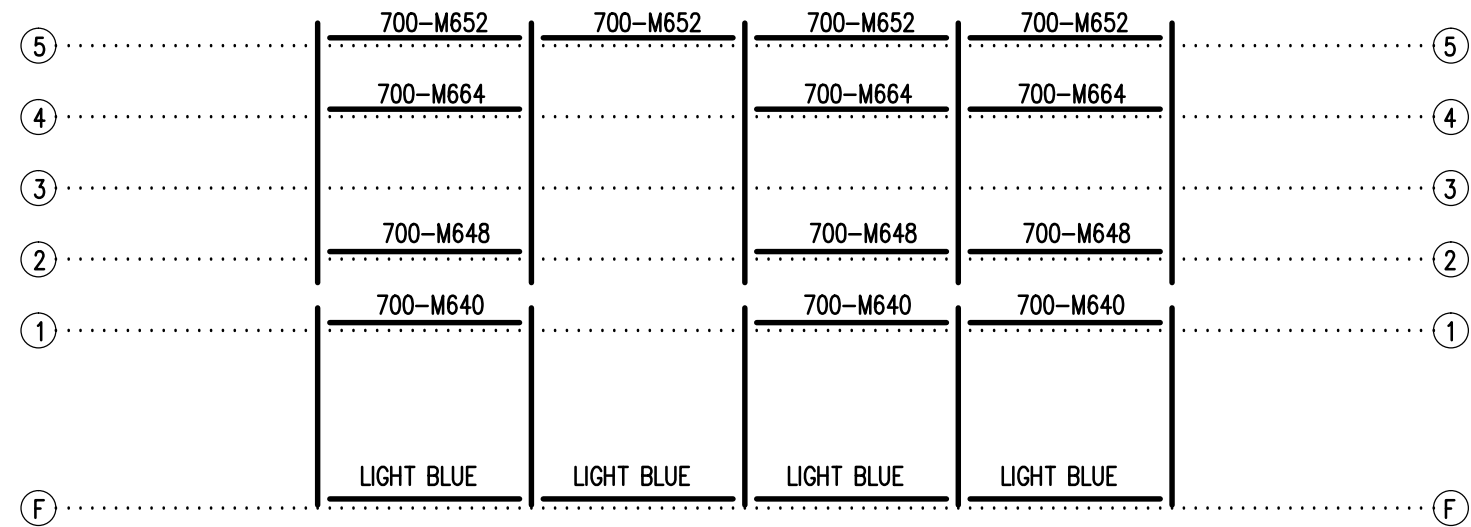 700-M652 700-M652 700-M652 700-M652
5 5
700-M664 700-M664 700-M664
4 4
3 3
700-M648 700-M648 700-M648
2 2
700-M640 700-M640 700-M640
1 1
LIGHT BLUE LIGHT BLUE LIGHT BLUE LIGHT BLUE
F F